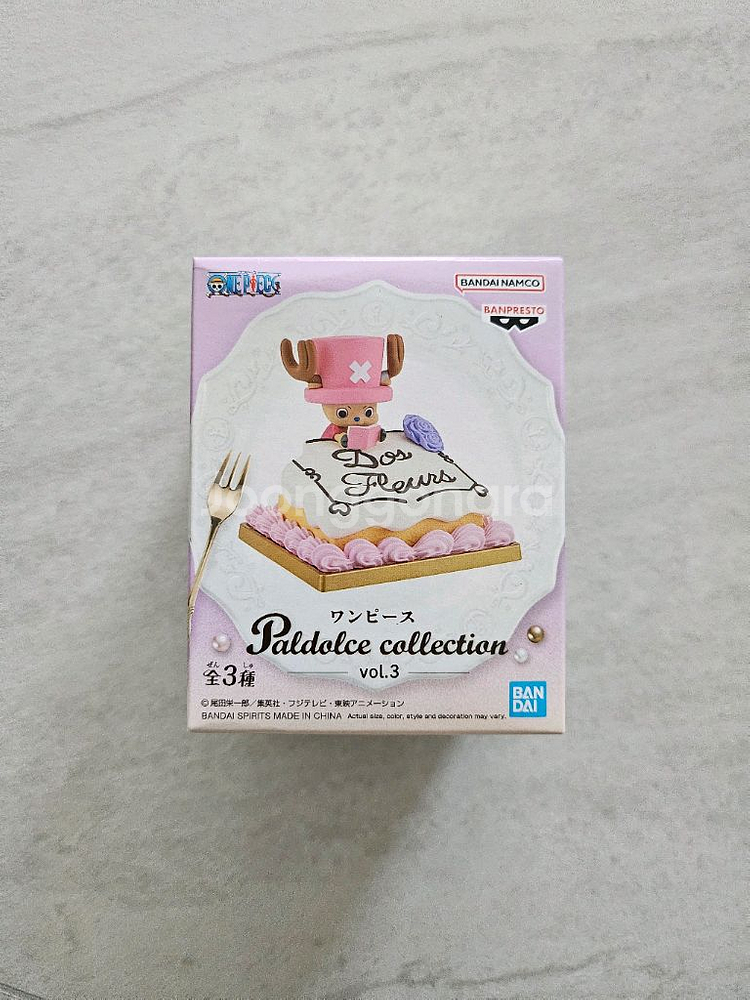 ONE PIECE
BANDAI NAMCO
BANPRESTO
Dos
Fleurs
joonggonara
ワンピース
Paldolce collection
vol.3
ぜん しゅ
全3種
©尾田栄一郎／集英社・フジテレビ・東映アニメーション
BANDAI SPIRITS MADE IN CHINA Actual size, color, style and decoration may vary.
BAN
DAI